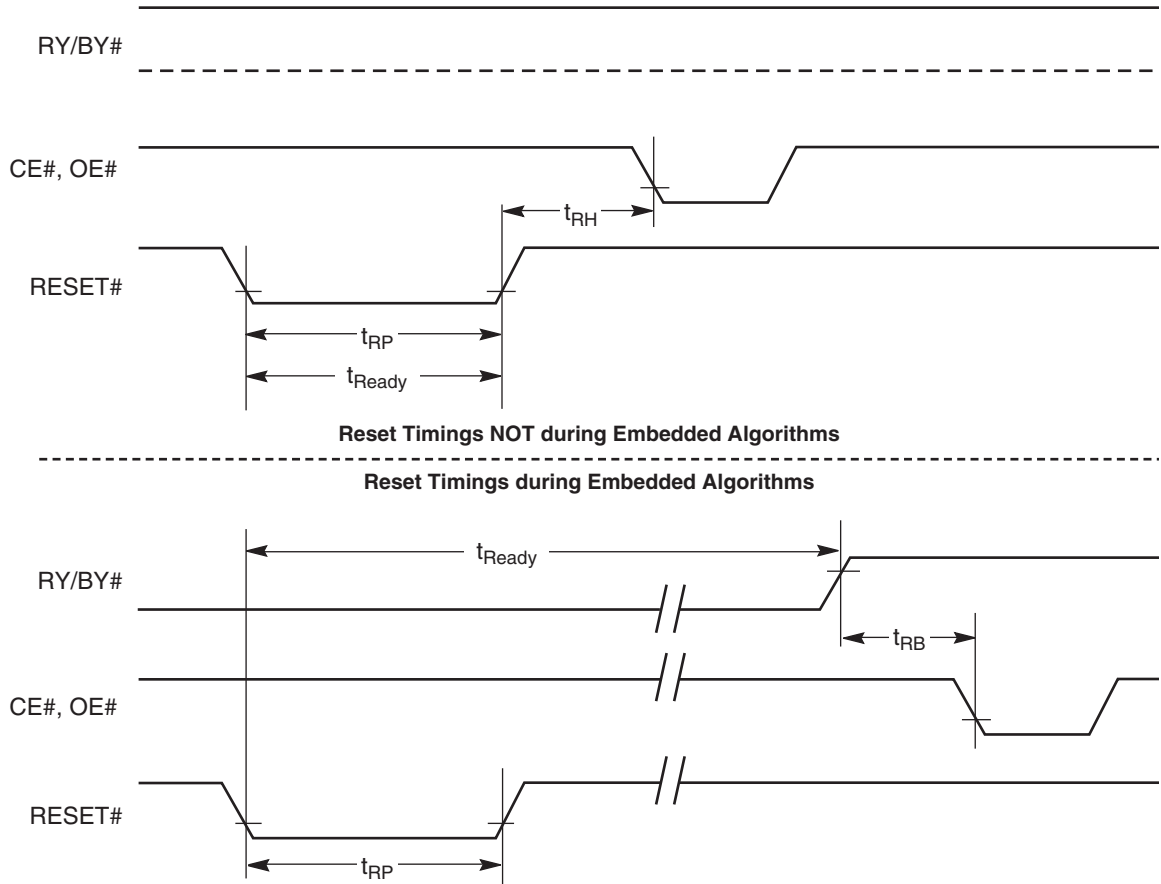 RY/BY#
CE#, OE#
tRH
RESET#
tRP
tReady
Reset Timings NOT during Embedded Algorithms
Reset Timings during Embedded Algorithms
tReady
RY/BY#
tRB
CE#, OE#
RESET#
tRP